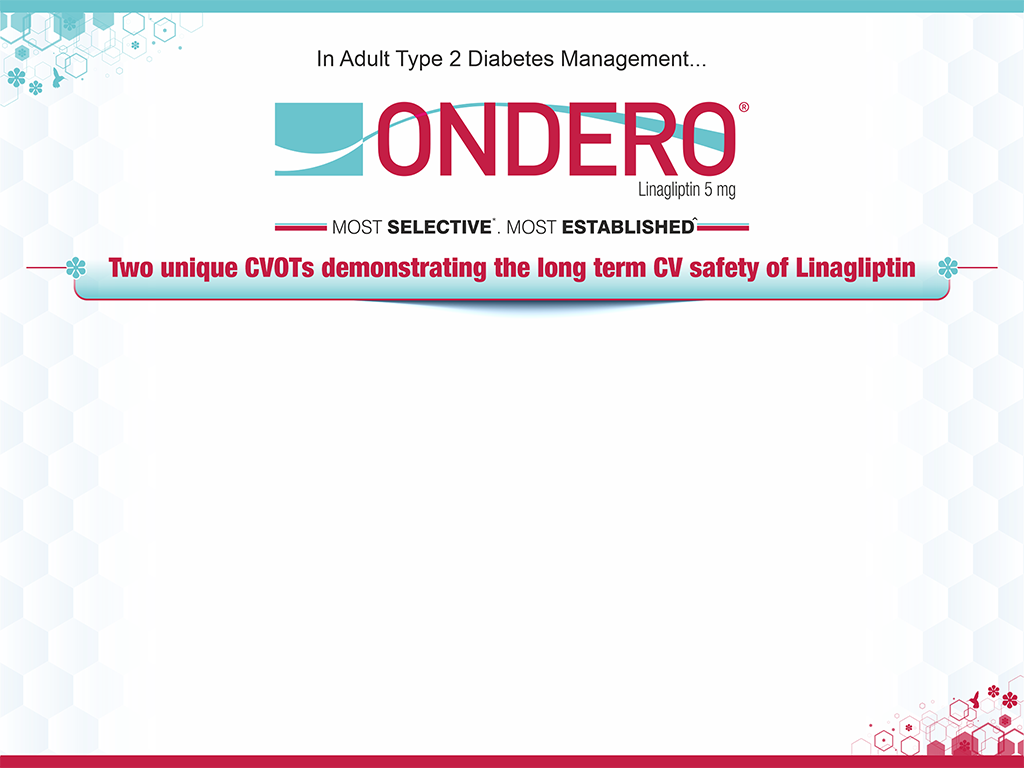 In Adult Type 2 Diabetes Management...
ONDERO®
Linagliptin 5 mg
MOST SELECTIVE*. MOST ESTABLISHED^
Two unique CVOTs demonstrating the long term CV safety of Linagliptin